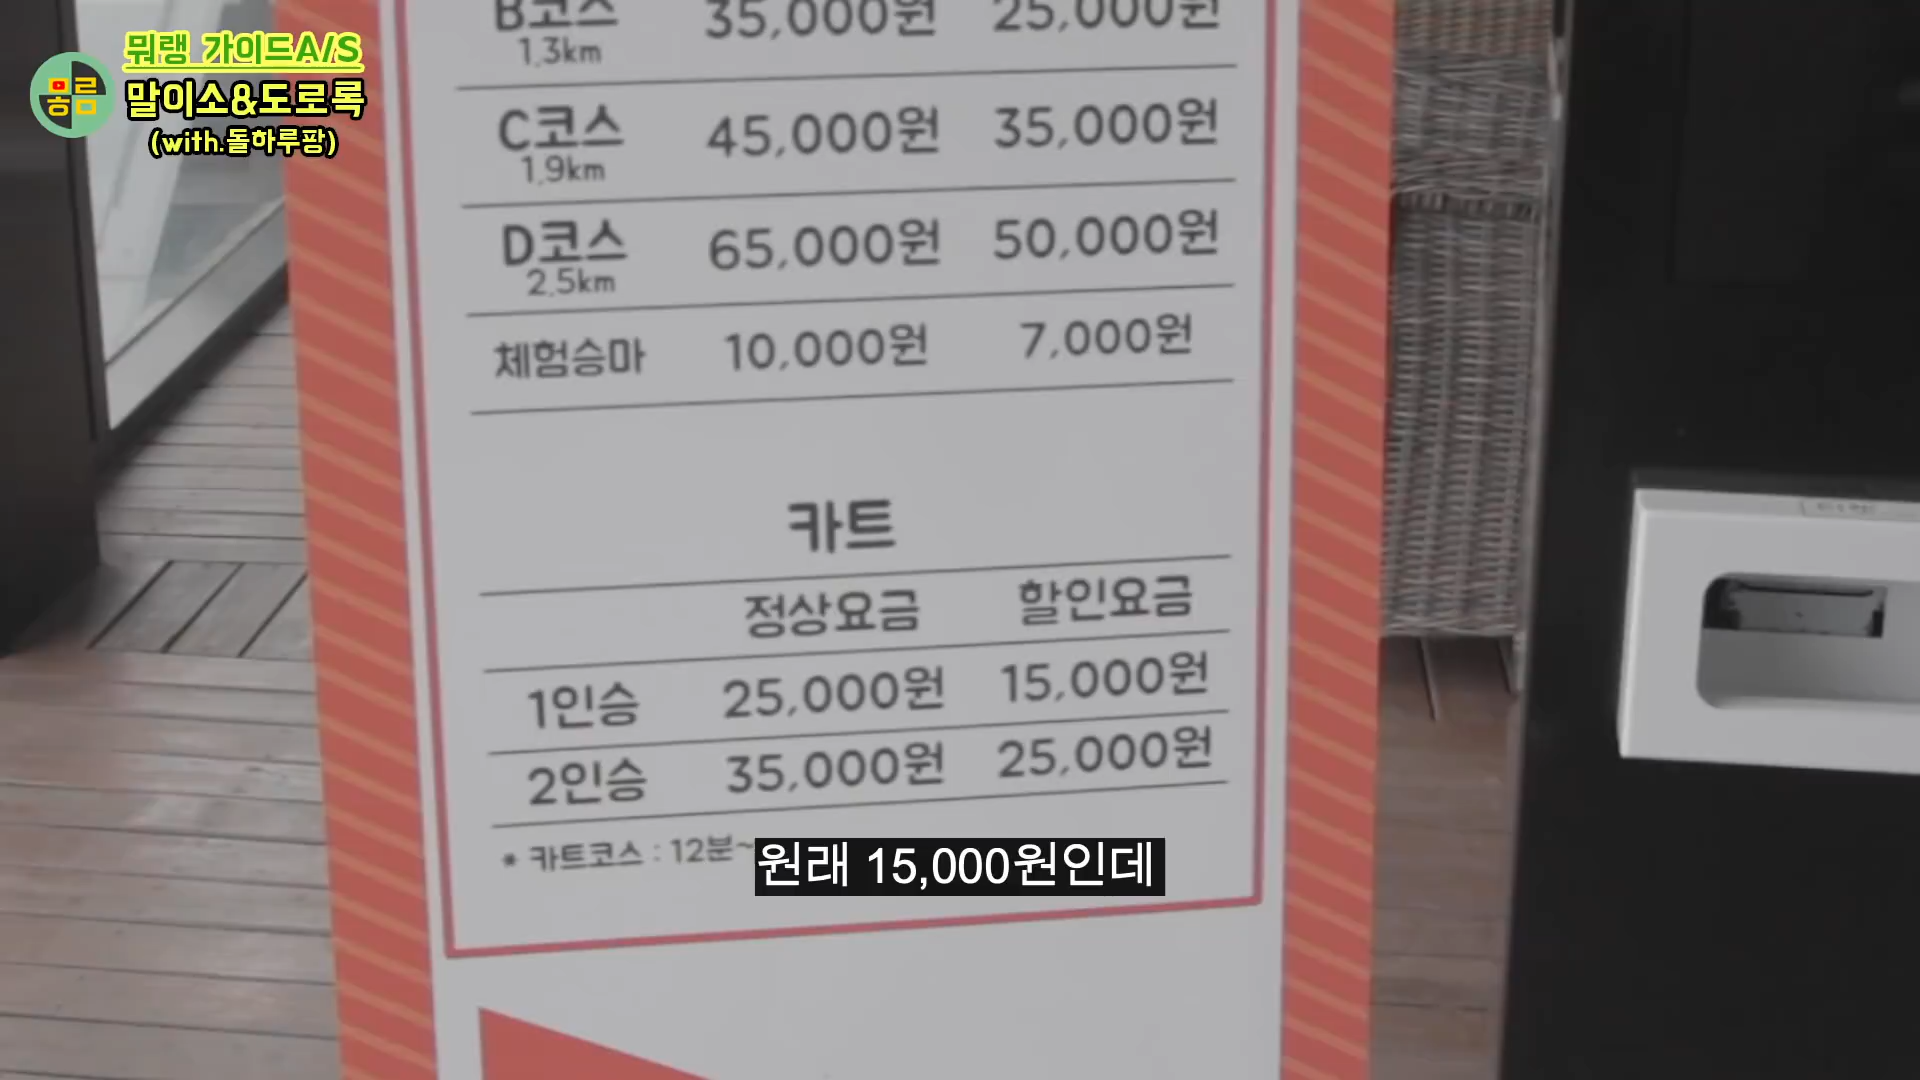 뭐랭 가이드A/S
몽름
말이소&도로록
(with.돌하루팡)
B코스 35,000원 25,000원
1.3km
C코스 45,000원 35,000원
1.9km
D코스 65,000원 50,000원
2.5km
체험승마 10,000원 7,000원
카트
정상요금 할인요금
1인승 25,000원 15,000원
2인승 35,000원 25,000원
* 카트코스 : 12분~
원래 15,000원인데